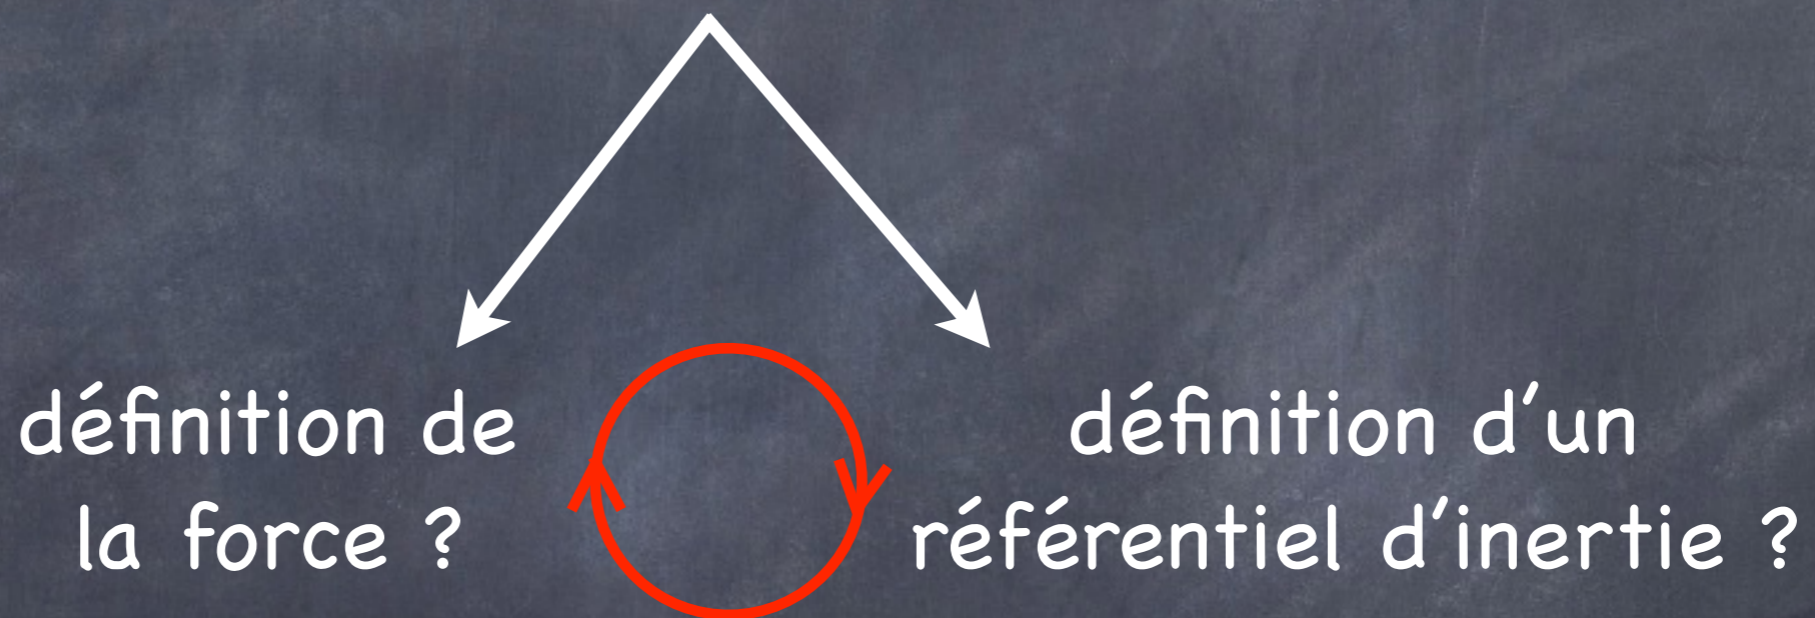 définition de
la force ?
définition d'un
référentiel d'inertie ?